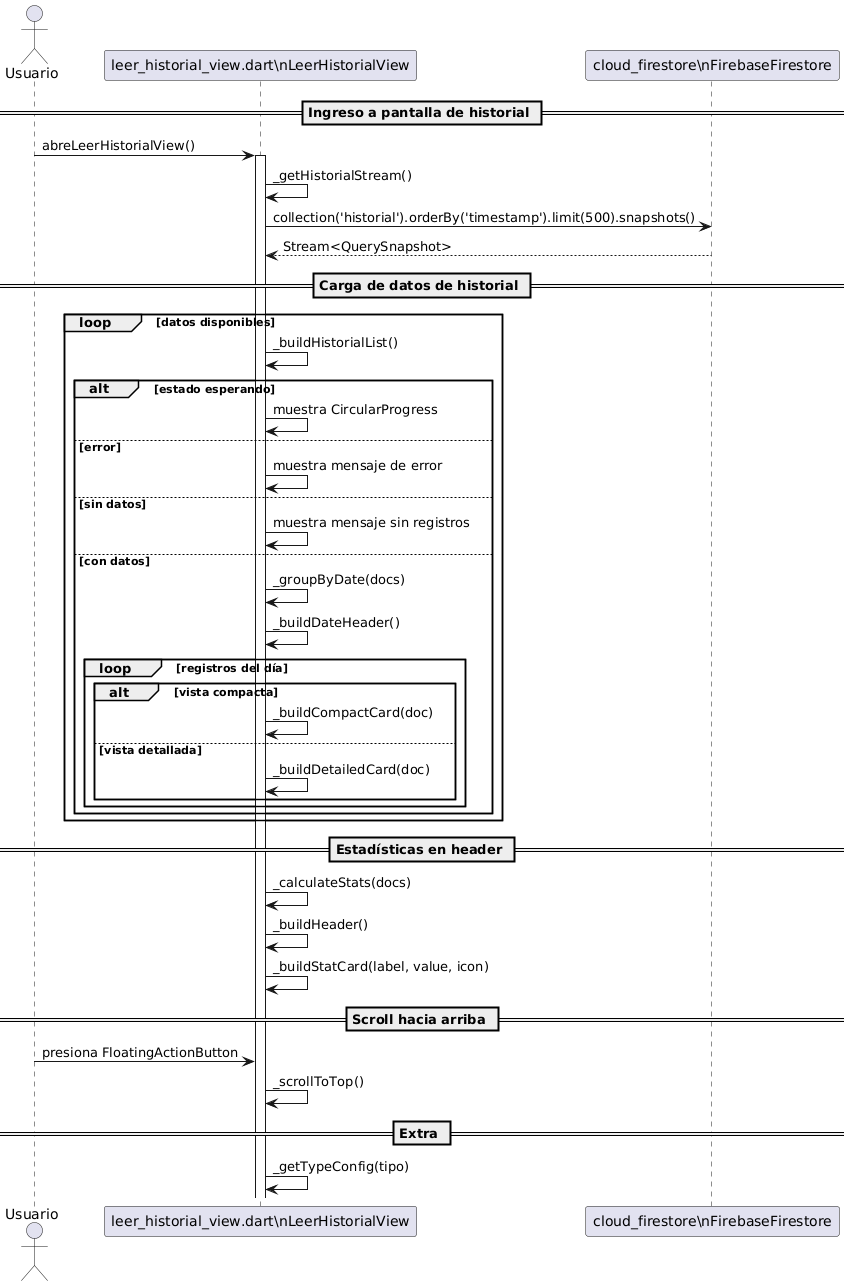 Usuario
leer_historial_view.dart\nLeerHistorialView
cloud_firestore\nFirebaseFirestore
Ingreso a pantalla de historial
abreLeerHistorialView()
_getHistorialStream()
collection('historial').orderBy('timestamp').limit(500).snapshots()
Stream<QuerySnapshot>
Carga de datos de historial
loop [datos disponibles]
_buildHistorialList()
alt [estado esperando]
muestra CircularProgress
[error]
muestra mensaje de error
[sin datos]
muestra mensaje sin registros
[con datos]
_groupByDate(docs)
_buildDateHeader()
loop [registros del día]
alt [vista compacta]
_buildCompactCard(doc)
[vista detallada]
_buildDetailedCard(doc)
Estadísticas en header
_calculateStats(docs)
_buildHeader()
_buildStatCard(label, value, icon)
Scroll hacia arriba
presiona FloatingActionButton
_scrollToTop()
Extra
_getTypeConfig(tipo)
Usuario
leer_historial_view.dart\nLeerHistorialView
cloud_firestore\nFirebaseFirestore